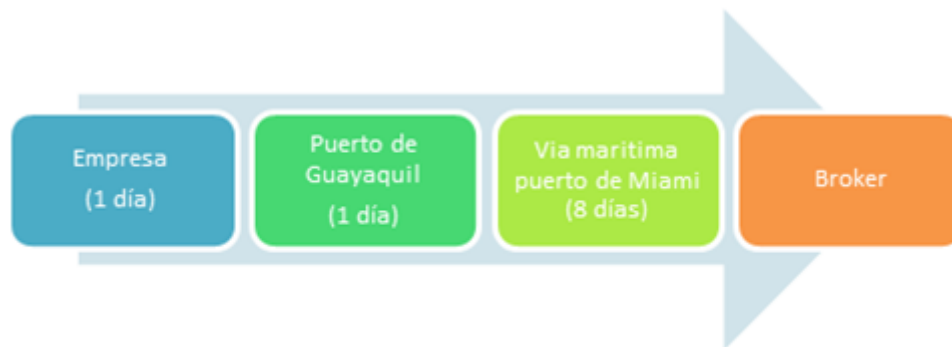 Empresa
(1 día)
Puerto de
Guayaquil
(1 día)
Via maritima
puerto de Miami
(8 días)
Broker